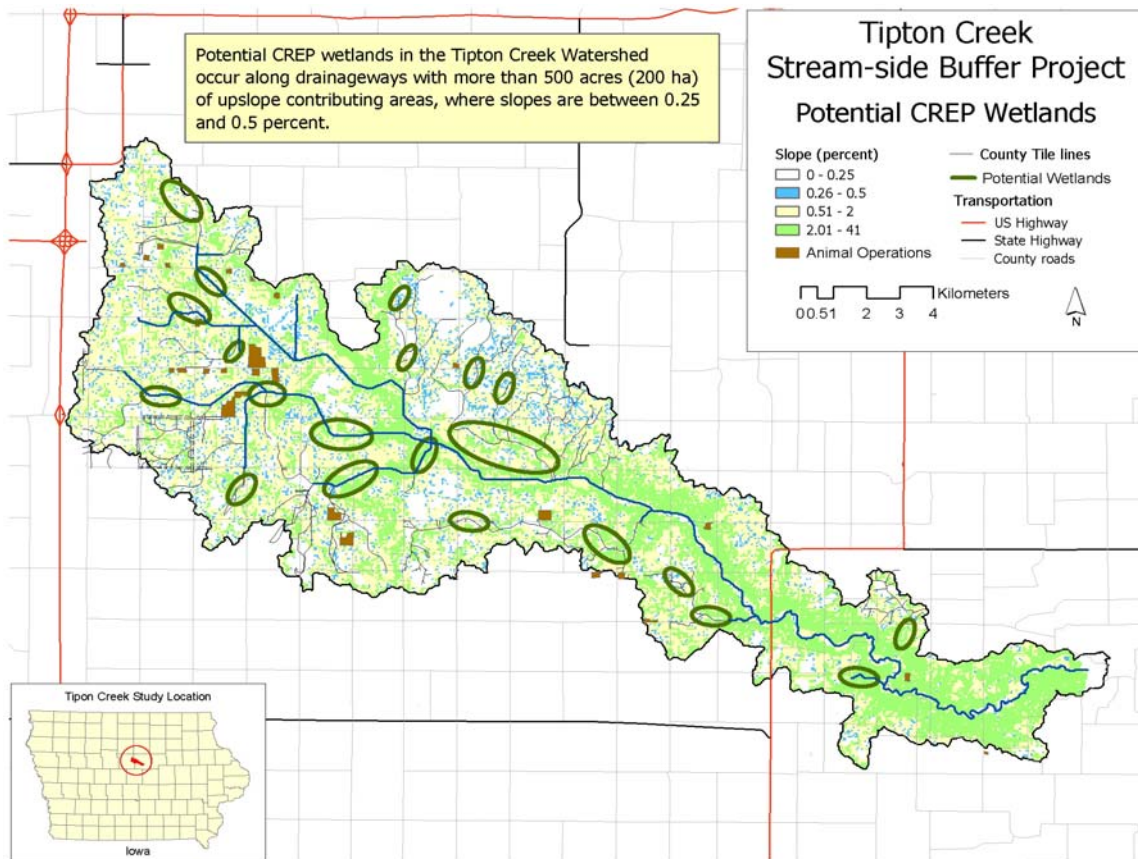 Potential CREP wetlands in the Tipton Creek Watershed
occur along drainageways with more than 500 acres (200 ha)
of upslope contributing areas, where slopes are between 0.25
and 0.5 percent.
Tipton Creek
Stream-side Buffer Project
Potential CREP Wetlands
Slope (percent)
0 - 0.25
0.26 - 0.5
0.51 - 2
2.01 - 41
Animal Operations
County Tile lines
Potential Wetlands
Transportation
US Highway
State Highway
County roads
Kilometers
0 0.5 1 2 3 4
N
Tipon Creek Study Location
Iowa